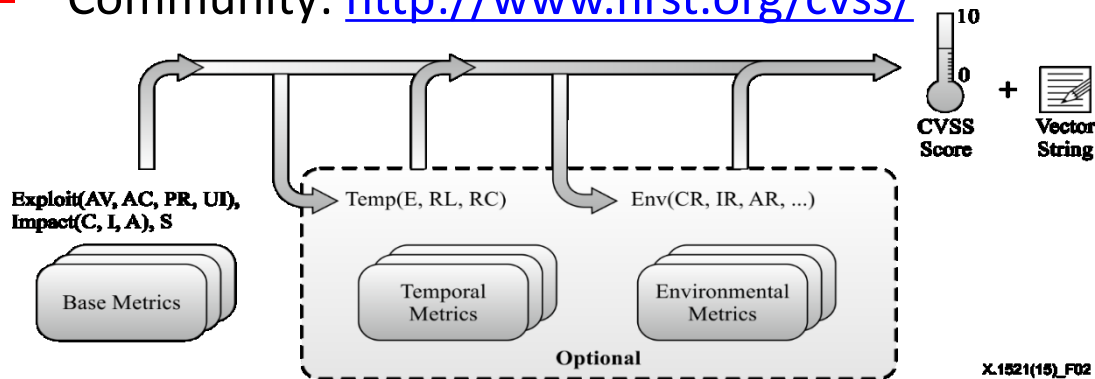 Community: http://www.first.org/cvss/
10
0
+
CVSS
Score
Vector
String
Exploit(AV, AC, PR, UI),
Impact(C, I, A), S
Temp(E, RL, RC)
Env(CR, IR, AR, ...)
Base Metrics
Temporal
Metrics
Environmental
Metrics
Optional
X.1521(15)_F02